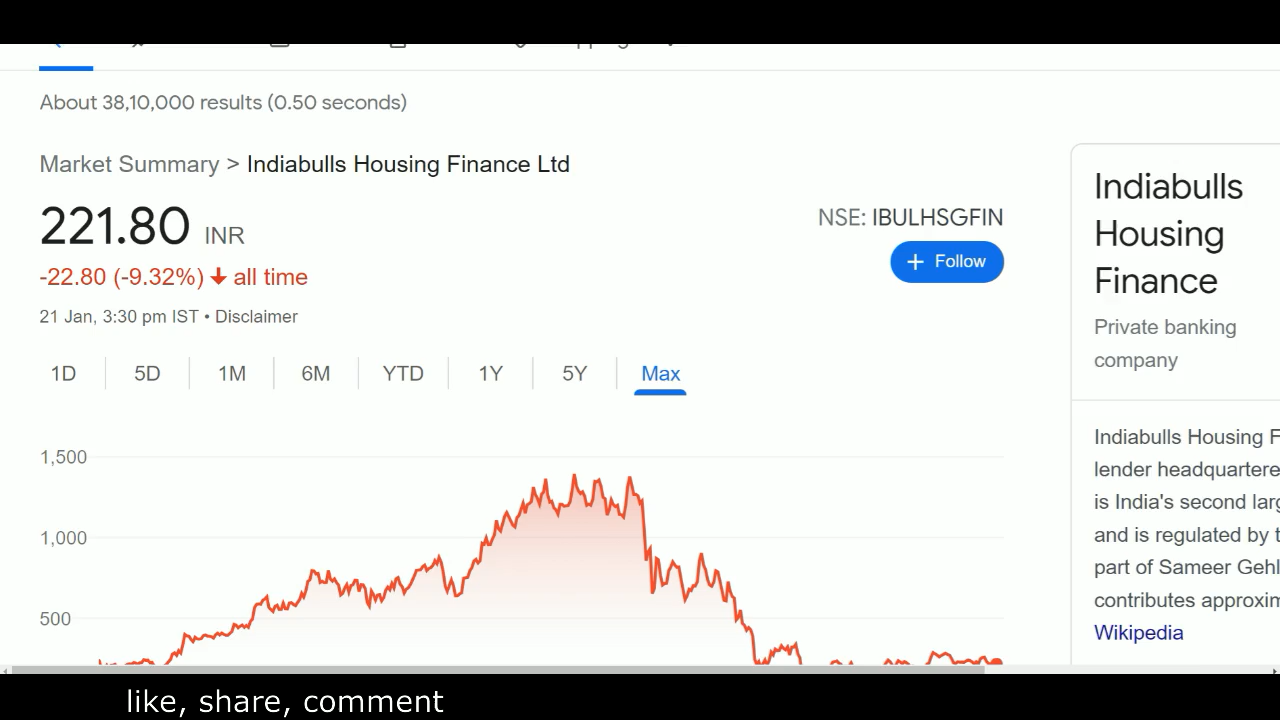 About 38,10,000 results (0.50 seconds)
Market Summary > Indiabulls Housing Finance Ltd
221.80 INR
-22.80 (-9.32%) all time
21 Jan, 3:30 pm IST • Disclaimer
NSE: IBULHSGFIN
+ Follow
1D 5D 1M 6M YTD 1Y 5Y Max
1,500
1,000
500
Indiabulls
Housing
Finance
Private banking
company
Indiabulls Housing F
lender headquartere
is India's second larg
and is regulated by t
part of Sameer Gehl
contributes approxim
Wikipedia
like, share, comment